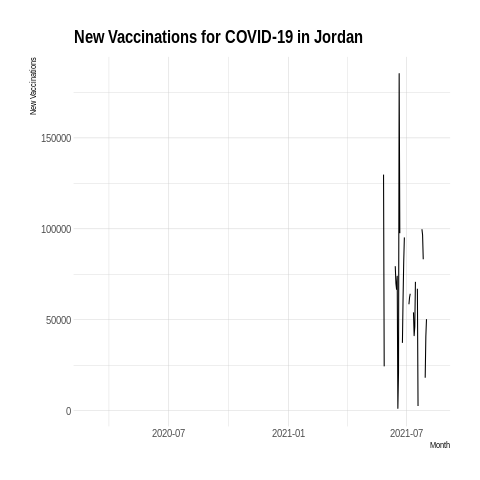 New Vaccinations for COVID-19 in Jordan
New Vaccinations
150000
100000
50000
0
2020-07
2021-01
2021-07
Month